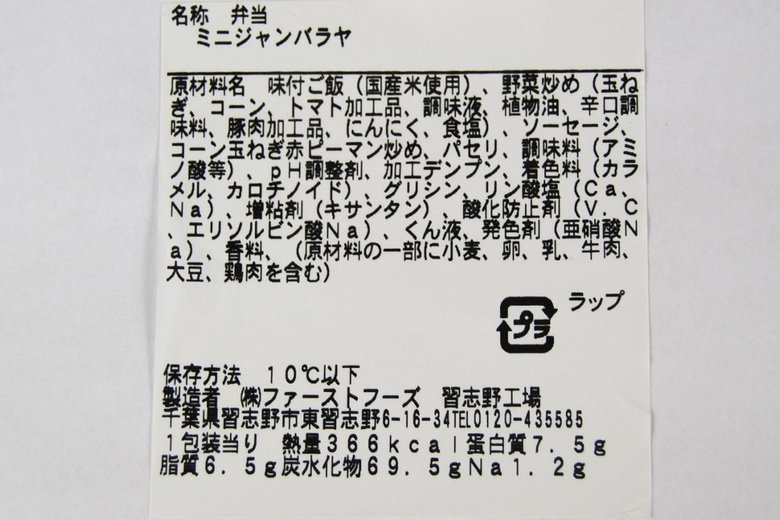 名称　弁当
ミニジャンバラヤ
原材料名　味付ご飯（国産米使用）、野菜炒め（玉ね
ぎ、コーン、トマト加工品、調味液、植物油、辛口調
味料、豚肉加工品、にんにく、食塩）、ソーセージ、
コーン玉ねぎ赤ピーマン炒め、パセリ、調味料（アミ
ノ酸等）、ｐＨ調整剤、加工デンプン、着色料（カラ
メル、カロチノイド）、グリシン、リン酸塩（Ｃａ、
Ｎａ）、増粘剤（キサンタン）、酸化防止剤（Ｖ．Ｃ
、エリソルビン酸Ｎａ）、くん液、発色剤（亜硝酸Ｎ
ａ）、香料、（原材料の一部に小麦、卵、乳、牛肉、
大豆、鶏肉を含む）
プラ
ラップ
保存方法　１０℃以下
製造者　㈱ファーストフーズ　習志野工場
千葉県習志野市東習志野6-16-34TEL0120-435585
１包装当り　熱量３６６ｋｃａｌ蛋白質７．５ｇ
脂質６．５ｇ炭水化物６９．５ｇＮａ１．２ｇ